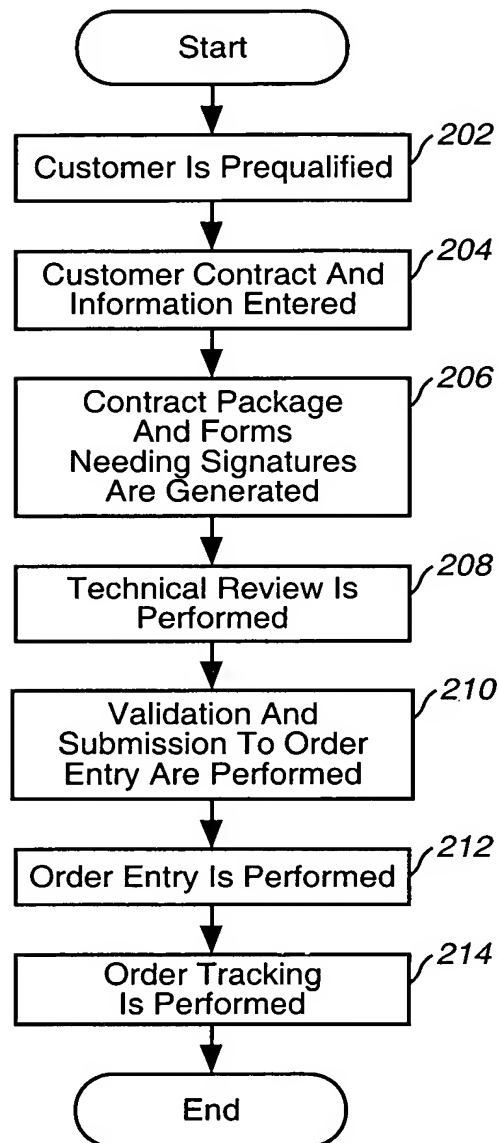 Start
202
Customer Is Prequalified
204
Customer Contract And
Information Entered
206
Contract Package
And Forms
Needing Signatures
Are Generated
208
Technical Review Is
Performed
210
Validation And
Submission To Order
Entry Are Performed
212
Order Entry Is Performed
214
Order Tracking
Is Performed
End